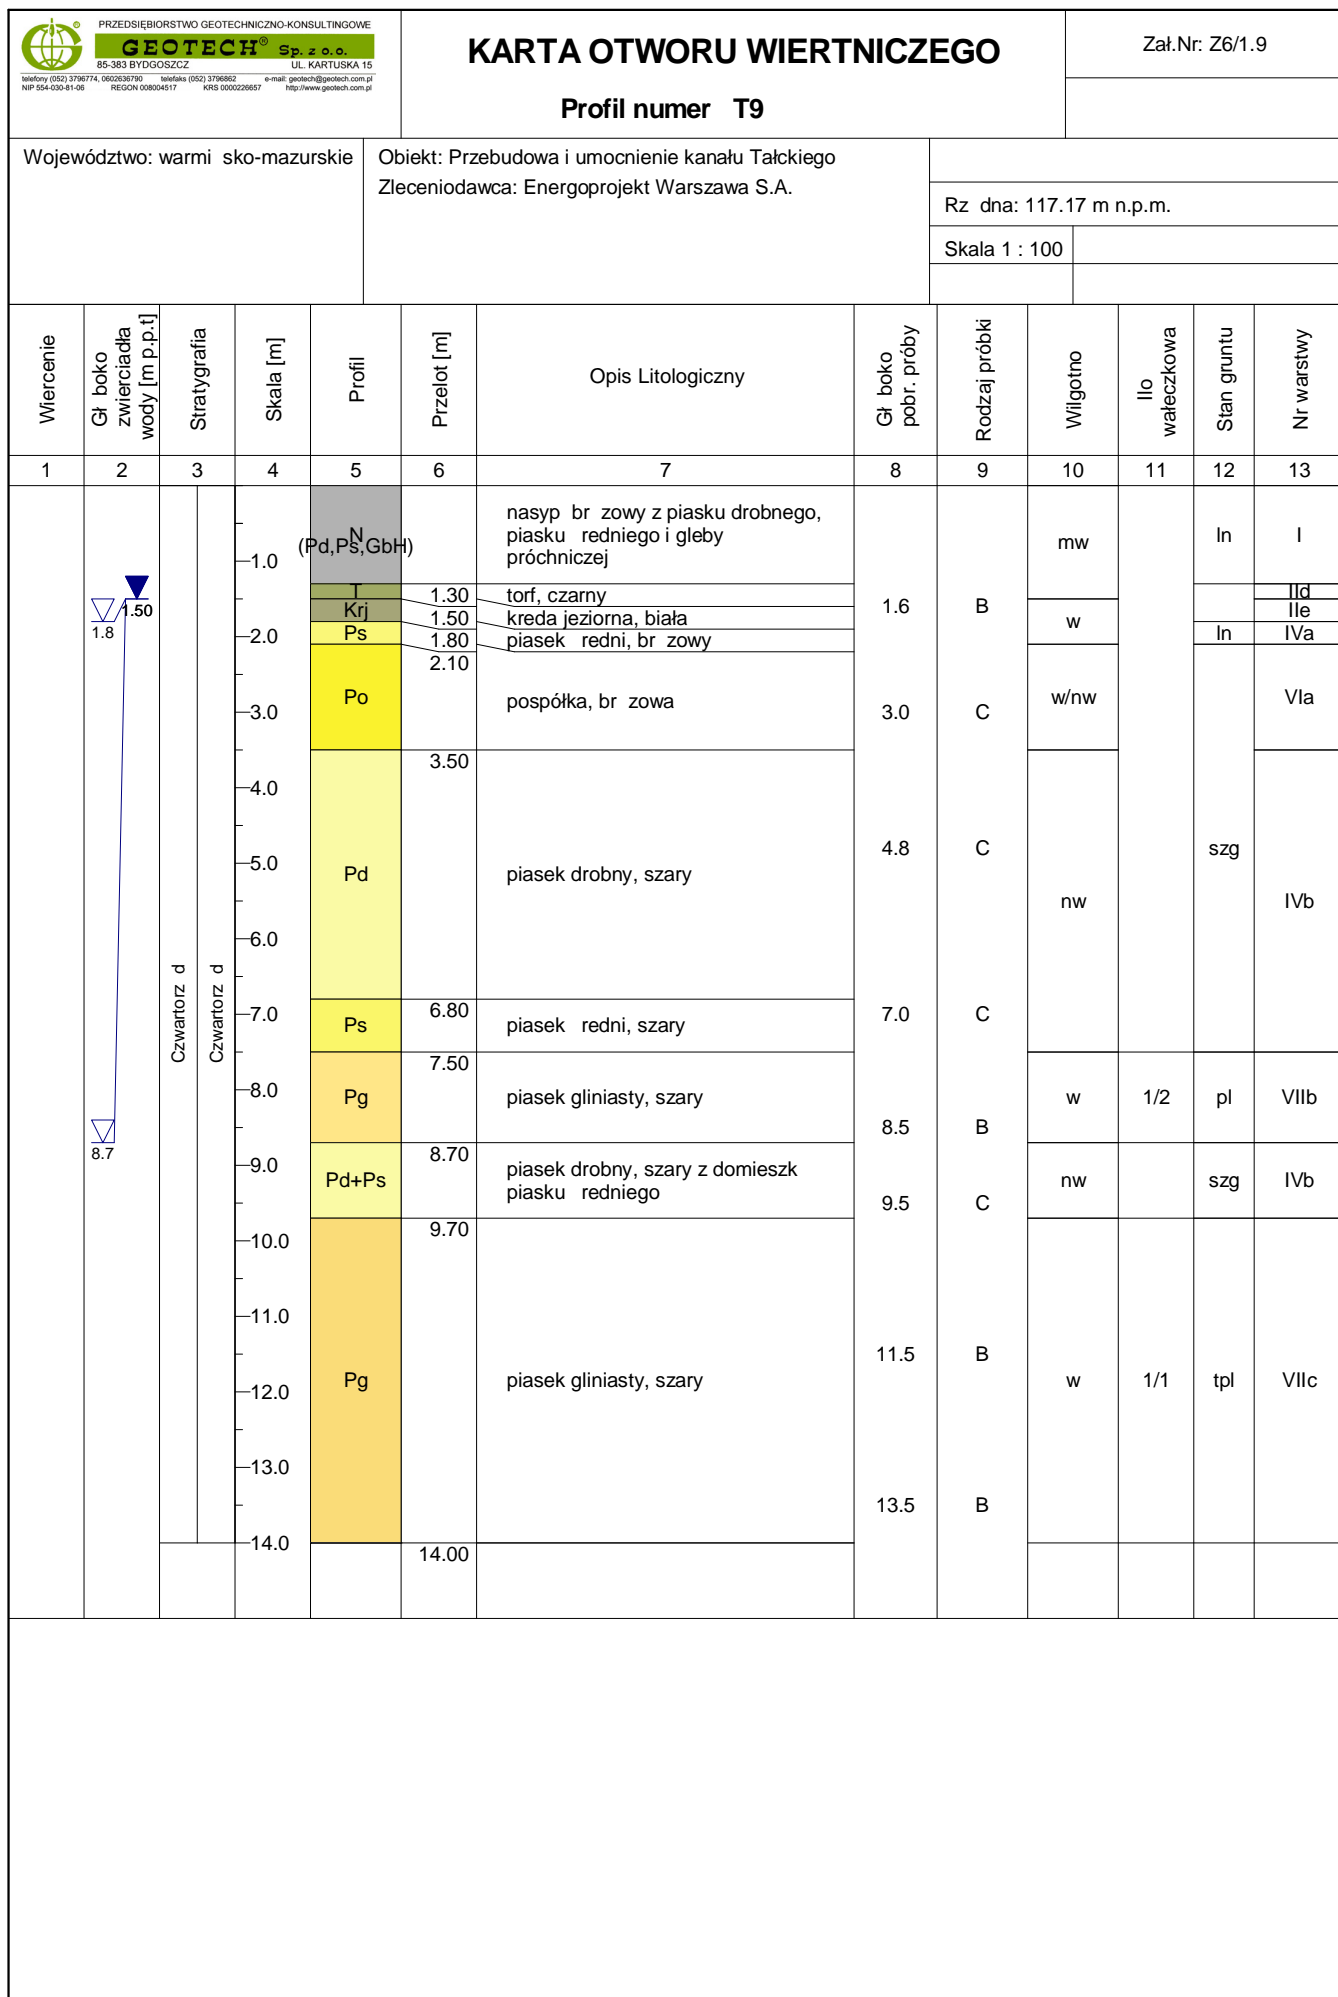 PRZEDSIĘBIORSTWO GEOTECHNICZNO-KONSULTINGOWE
GEOTECH® Sp. z o.o.
85-383 BYDGOSZCZ UL. KARTUSKA 15
telefony (052) 3796774, 0602636790 telefaks (052) 3796862 e-mail: geotech@geotech.com.pl
NIP 554-030-81-06 REGON 008004517 KRS 0000226657 http://www.geotech.com.pl
KARTA OTWORU WIERTNICZEGO
Profil numer T9
Zał.Nr: Z6/1.9
Województwo: warmi sko-mazurskie
Obiekt: Przebudowa i umocnienie kanału Tałckiego
Zleceniodawca: Energoprojekt Warszawa S.A.
Rz dna: 117.17 m n.p.m.
Skala 1 : 100
Wiercenie
Gł boko
zwierciadła
wody [m p.p.t]
Stratygrafia
Skala [m]
Profil
Przelot [m]
Opis Litologiczny
Gł boko
pobr. próby
Rodzaj próbki
Wilgotno
Ilo
wałeczkowa
Stan gruntu
Nr warstwy
1 2 3 4 5 6 7 8 9 10 11 12 13
nasyp br zowy z piasku drobnego,
piasku redniego i gleby
próchniczej
N
(Pd,Ps,GbH)
mw
ln
I
1.0
T
1.30
torf, czarny
IId
1.50
1.6
B
Krj
1.50
kreda jeziorna, biała
w
IIe
1.8
2.0
Ps
1.80
piasek redni, br zowy
ln
IVa
2.10
Po
pospółka, br zowa
w/nw
VIa
3.0
3.0
C
3.50
4.0
4.8
C
szg
5.0
Pd
piasek drobny, szary
nw
IVb
6.0
Czwartorz d
Czwartorz d
6.80
7.0
Ps
piasek redni, szary
7.0
C
7.50
8.0
Pg
piasek gliniasty, szary
w
1/2
pl
VIIb
8.5
B
8.7
8.70
9.0
Pd+Ps
piasek drobny, szary z domieszk
piasku redniego
nw
szg
IVb
9.5
C
9.70
10.0
11.0
11.5
B
Pg
piasek gliniasty, szary
w
1/1
tpl
VIIc
12.0
13.0
13.5
B
14.0
14.00